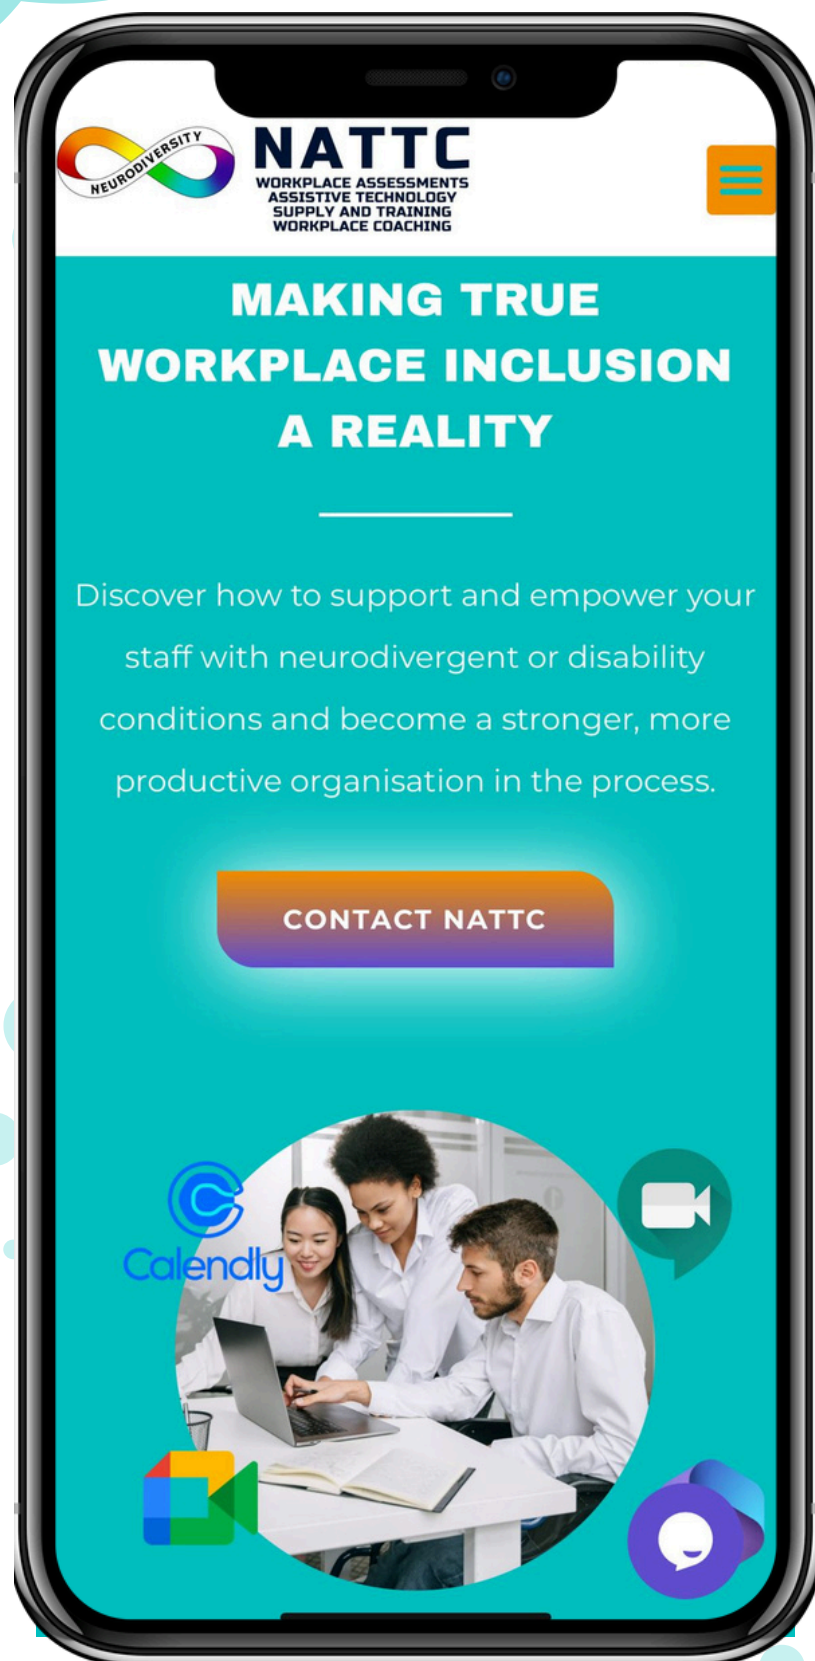 NEURODIVERSITY
NATTC
WORKPLACE ASSESSMENTS
ASSISTIVE TECHNOLOGY
SUPPLY AND TRAINING
WORKPLACE COACHING
MAKING TRUE
WORKPLACE INCLUSION
A REALITY
Discover how to support and empower your
staff with neurodivergent or disability
conditions and become a stronger, more
productive organisation in the process.
CONTACT NATTC
Calendly